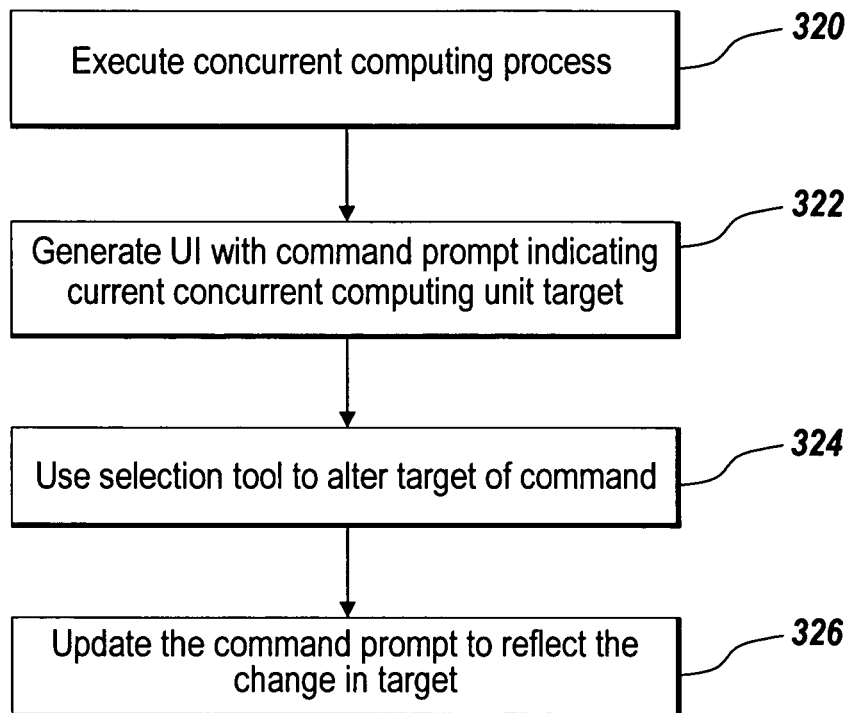 320
Execute concurrent computing process
322
Generate UI with command prompt indicating
current concurrent computing unit target
324
Use selection tool to alter target of command
326
Update the command prompt to reflect the
change in target